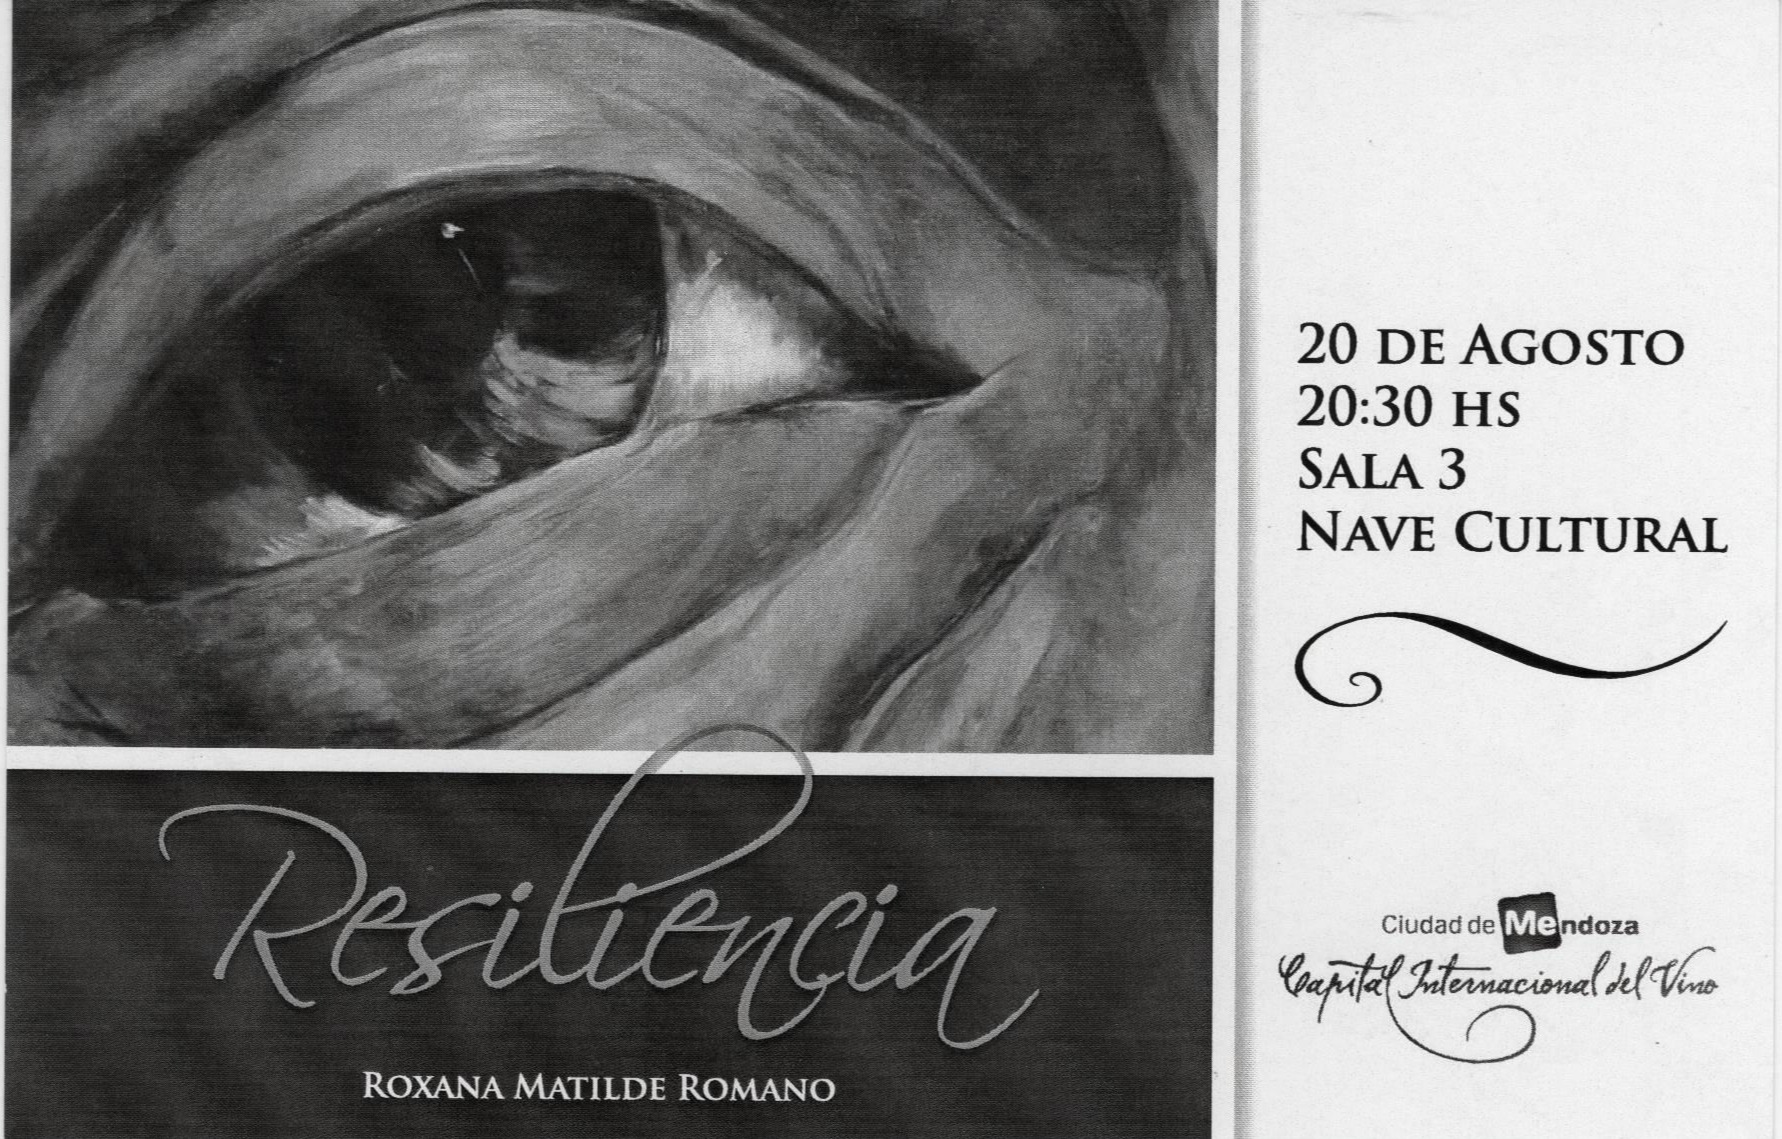 20 DE AGOSTO
20:30 HS
SALA 3
NAVE CULTURAL
Resiliencia
ROXANA MATILDE ROMANO
Ciudad de Mendoza
Capital Internacional del Vino